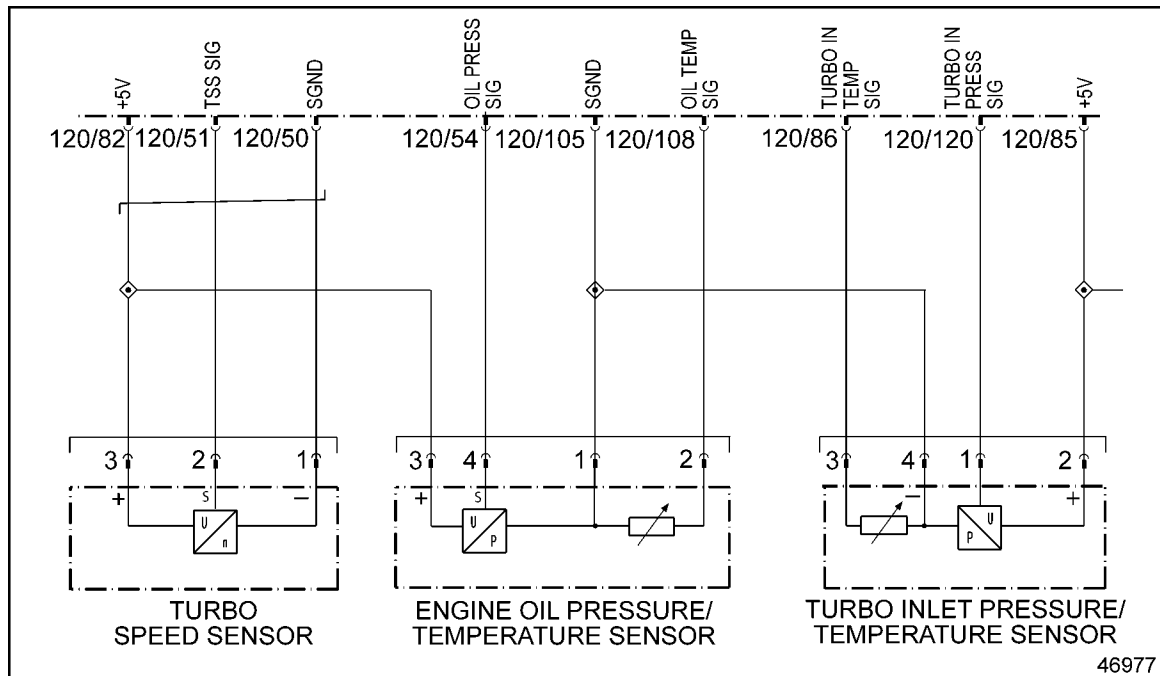 +5V
TSS SIG
SGND
OIL PRESS
SIG
SGND
OIL TEMP
SIG
TURBO IN
TEMP
SIG
TURBO IN
PRESS
SIG
+5V
120/82 120/51 120/50 120/54 120/105 120/108 120/86 120/120 120/85
3 2 1 3 4 1 2 3 4 1 2
+ S − + S − +
U
n
U
P
U
P
TURBO
SPEED SENSOR
ENGINE OIL PRESSURE/
TEMPERATURE SENSOR
TURBO INLET PRESSURE/
TEMPERATURE SENSOR
46977